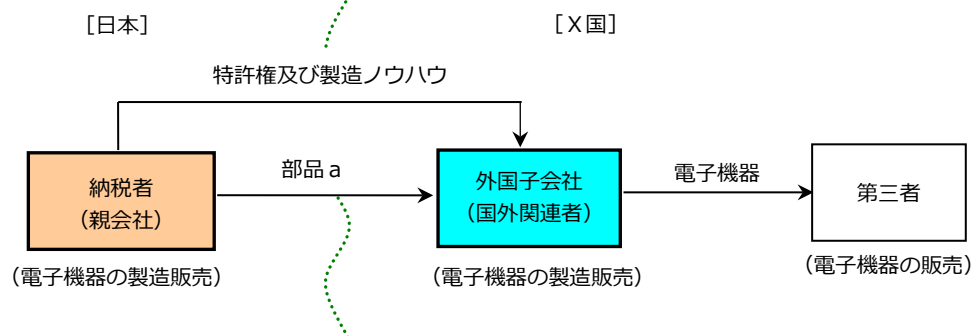 ［日本］
［Ｘ国］
特許権及び製造ノウハウ
部品ａ
電子機器
納税者
（親会社）
外国子会社
（国外関連者）
第三者
（電子機器の製造販売）
（電子機器の製造販売）
（電子機器の販売）